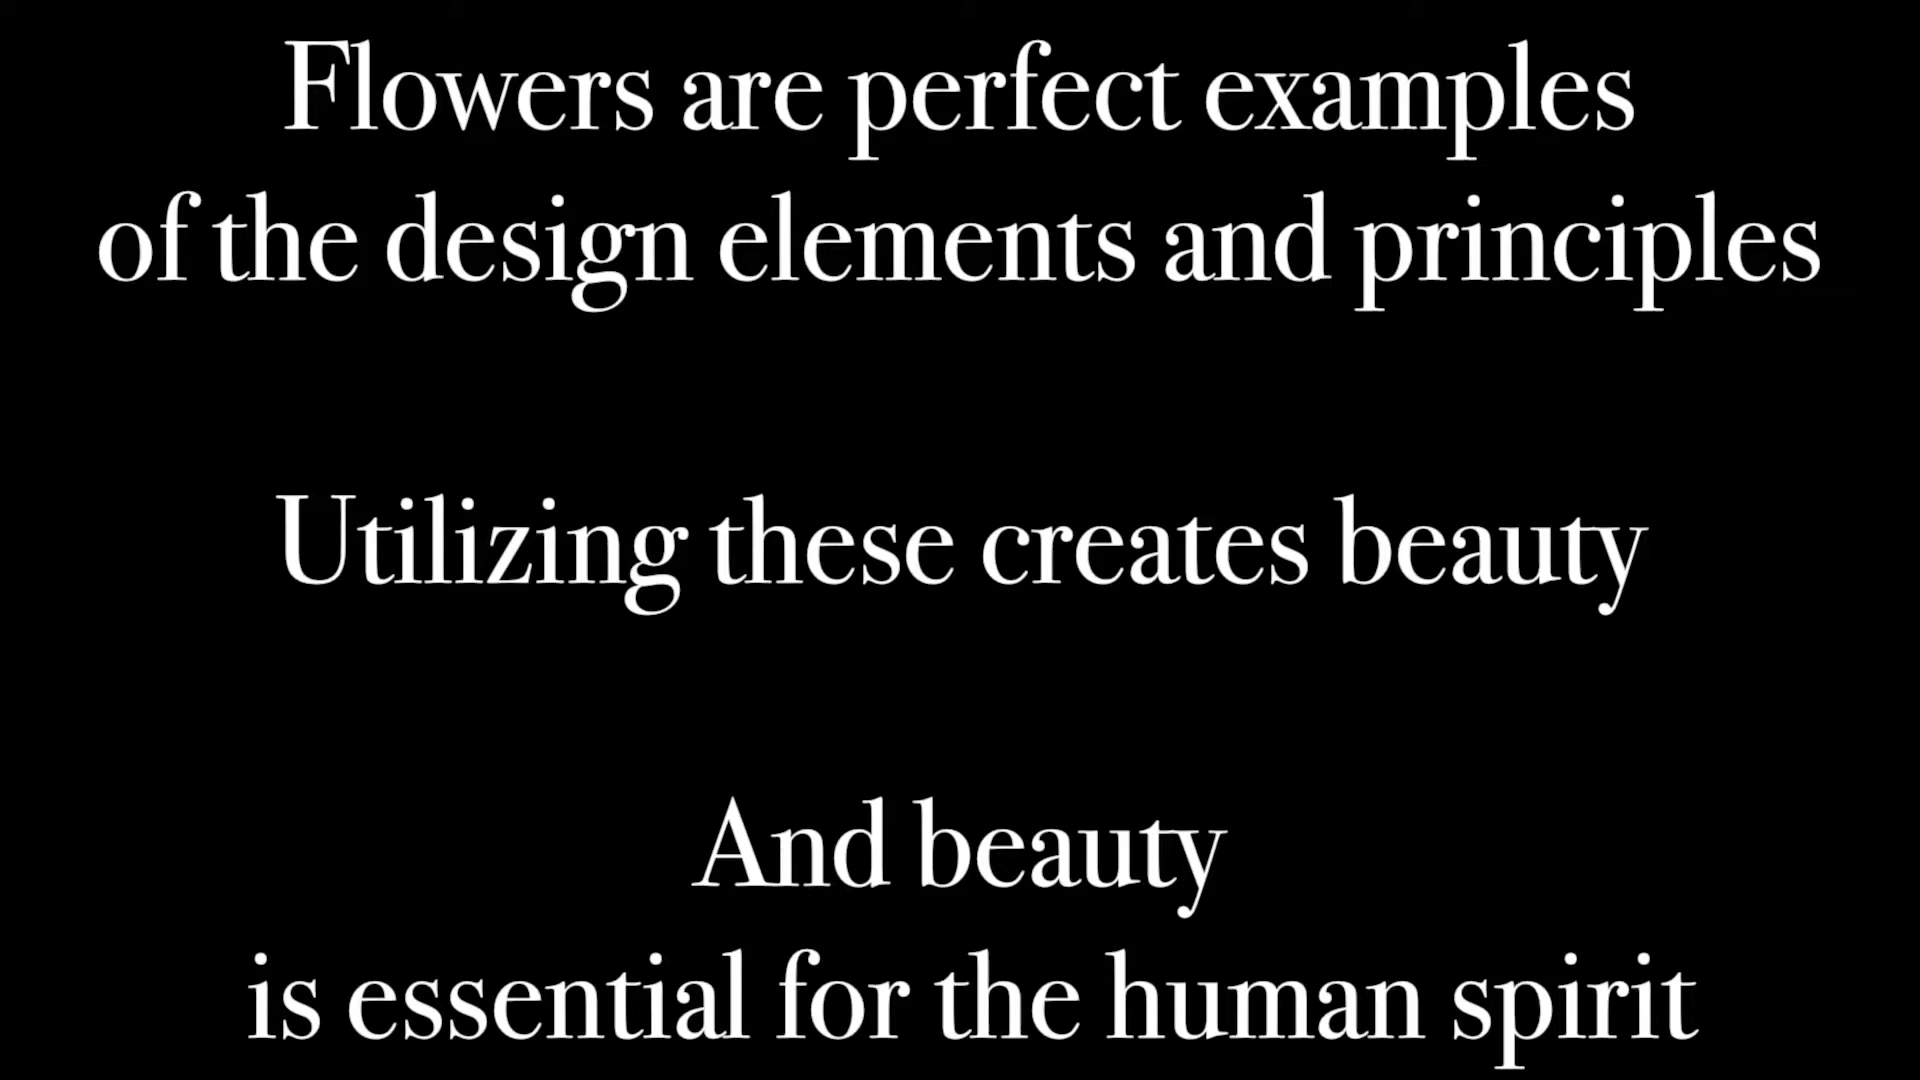 Flowers are perfect examples
of the design elements and principles
Utilizing these creates beauty
And beauty
is essential for the human spirit